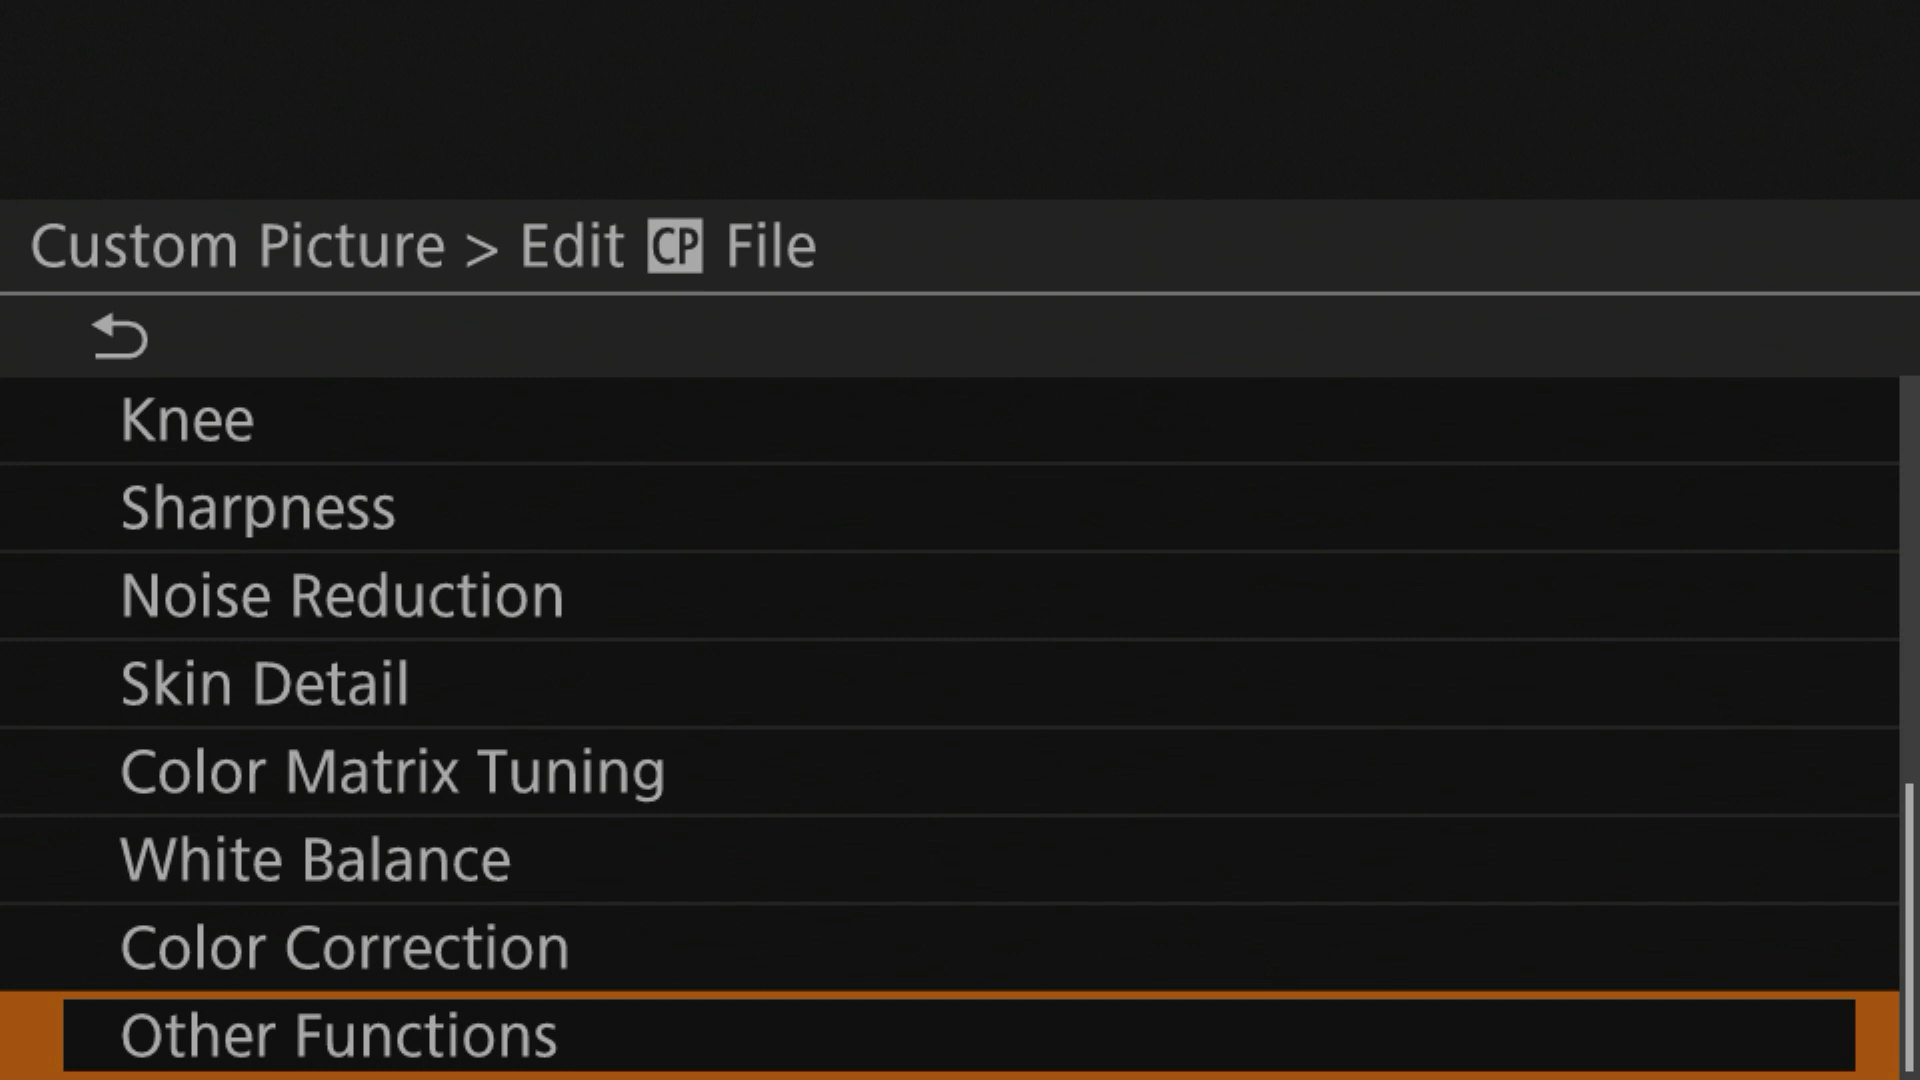 Custom Picture > Edit CP File
Knee
Sharpness
Noise Reduction
Skin Detail
Color Matrix Tuning
White Balance
Color Correction
Other Functions